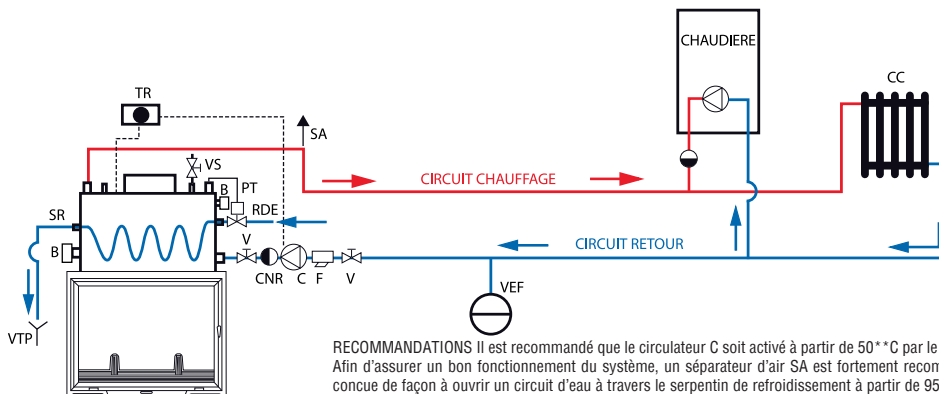 CHAUDIERE
CC
TR
SA
VS
CIRCUIT CHAUFFAGE
B
PT
RDE
SR
V
CIRCUIT RETOUR
B
CNR
C
F
V
VEF
VTP
RECOMMANDATIONS Il est recommandé que le circulateur C soit activé à partir de 50**C par le
Afin d'assurer un bon fonctionnement du système, un séparateur d'air SA est fortement recom
concue de façon à ouvrir un circuit d'eau à travers le serpentin de refroidissement à partir de 95